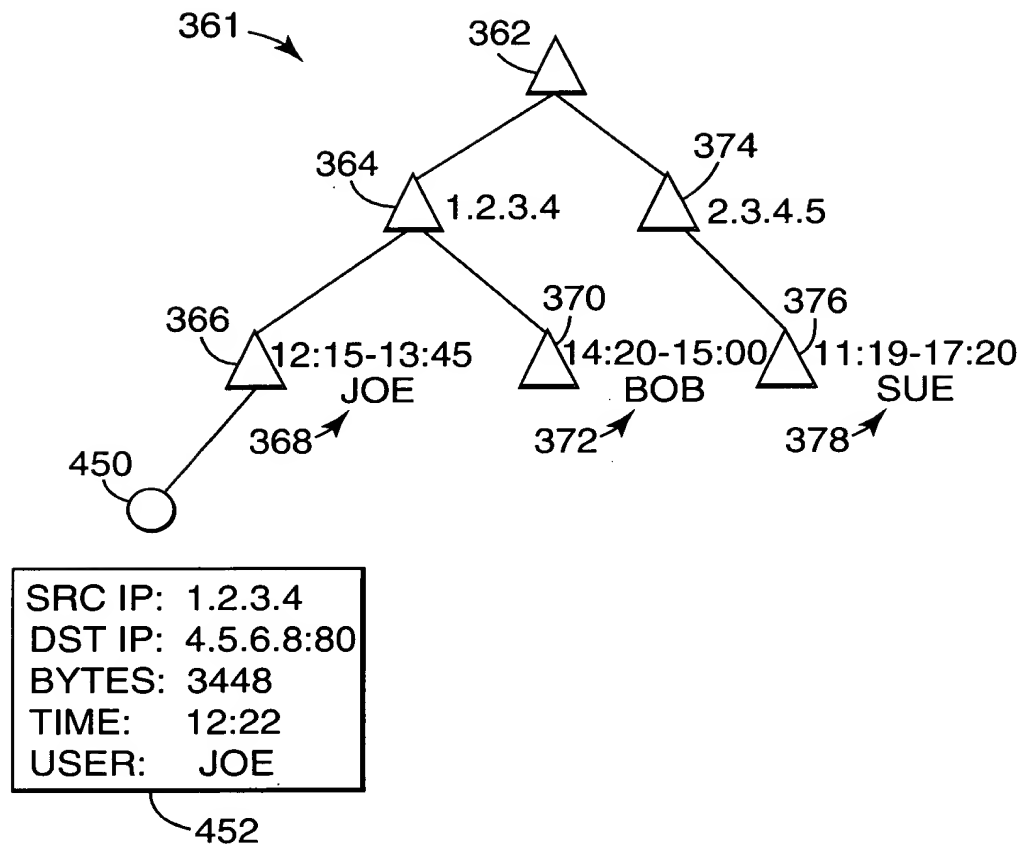 361
362
364
1.2.3.4
374
2.3.4.5
366
12:15-13:45
JOE
368
370
14:20-15:00
BOB
372
376
11:19-17:20
SUE
378
450
SRC IP: 1.2.3.4
DST IP: 4.5.6.8:80
BYTES: 3448
TIME: 12:22
USER: JOE
452